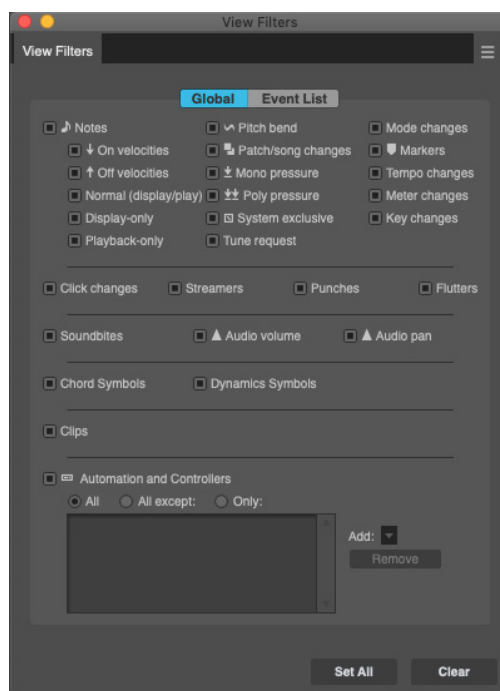 View Filters
View Filters
Global Event List
Notes Pitch bend Mode changes
On velocities Patch/song changes Markers
Off velocities Mono pressure Tempo changes
Normal (display/play) Poly pressure Meter changes
Display-only System exclusive Key changes
Playback-only Tune request
Click changes Streamers Punches Flutters
Soundbites Audio volume Audio pan
Chord Symbols Dynamics Symbols
Clips
Automation and Controllers
All All except: Only:
Add:
Remove
Set All Clear